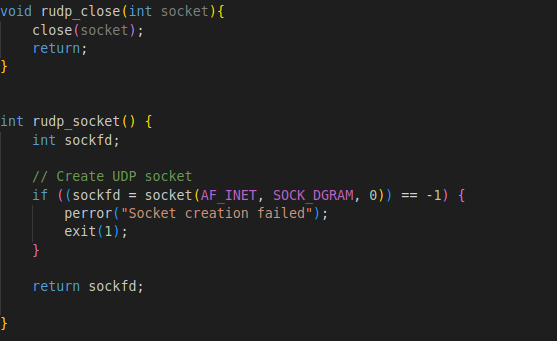 void rudp_close(int socket){
close(socket);
return;
}
int rudp_socket() {
int sockfd;
// Create UDP socket
if ((sockfd = socket(AF_INET, SOCK_DGRAM, 0)) == -1) {
perror("Socket creation failed");
exit(1);
}
return sockfd;
}